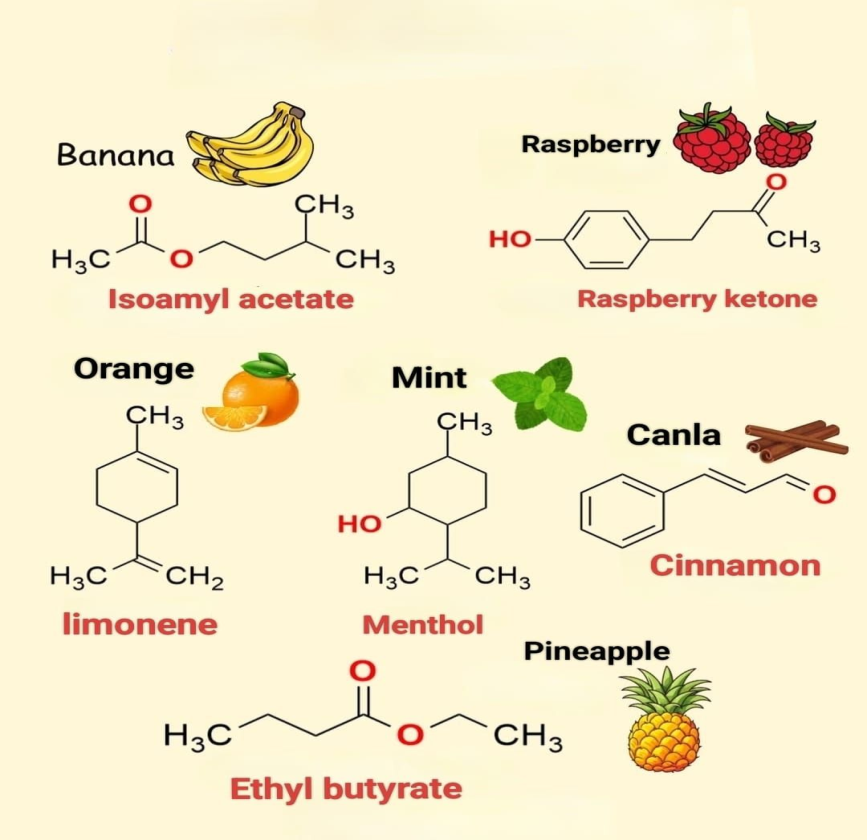 Banana
Raspberry
O
CH₃
H₃C
O
CH₃
Isoamyl acetate
O
HO
CH₃
Raspberry ketone
Orange
CH₃
H₃C
CH₂
limonene
Mint
CH₃
HO
H₃C
CH₃
Menthol
Canla
O
Cinnamon
Pineapple
O
H₃C
O
CH₃
Ethyl butyrate